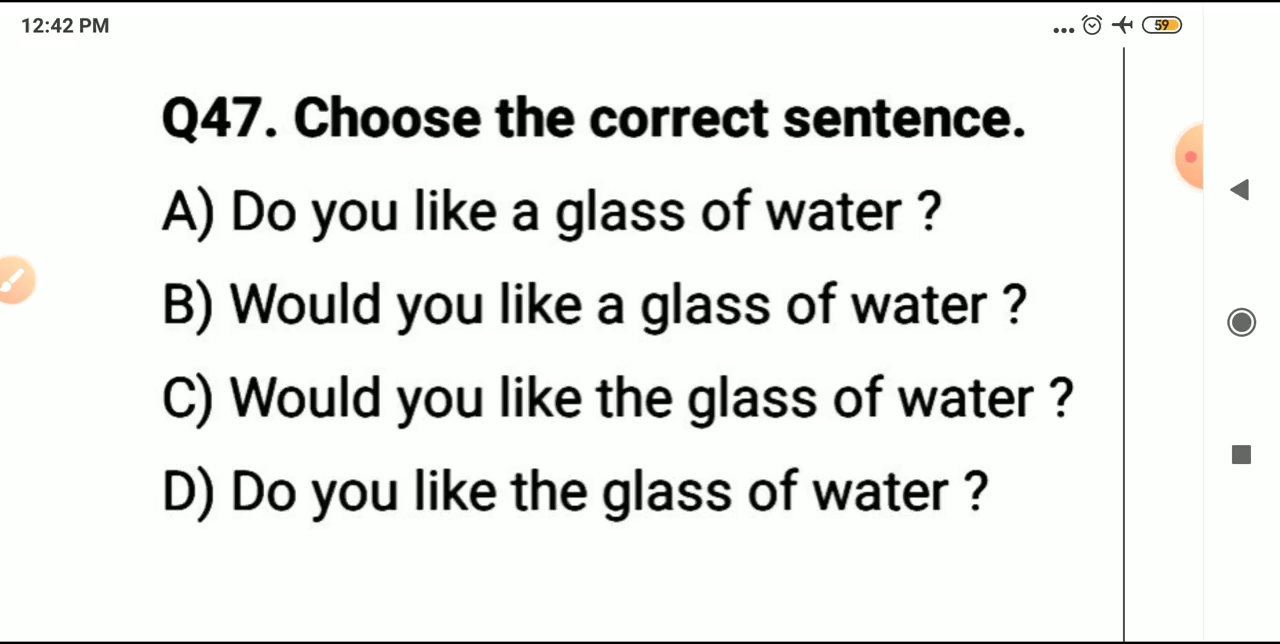 12:42 PM ... 59
Q47. Choose the correct sentence.
A) Do you like a glass of water ?
B) Would you like a glass of water ?
C) Would you like the glass of water ?
D) Do you like the glass of water ?